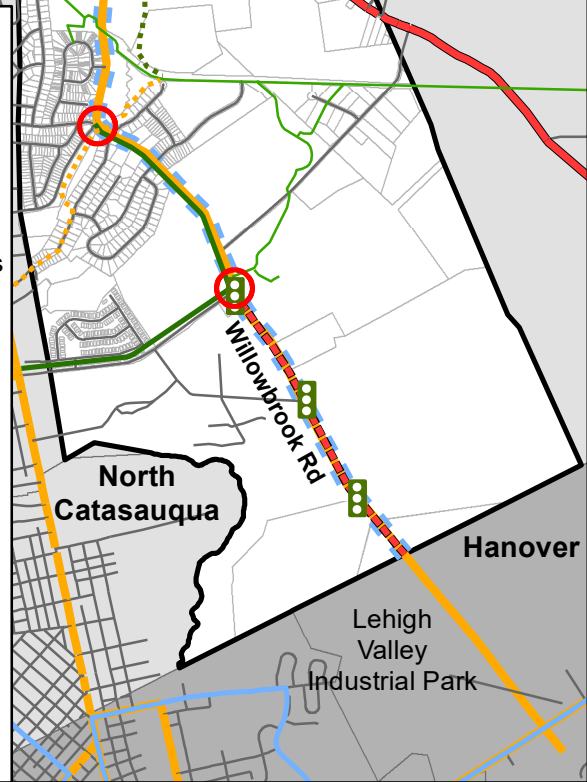 s
Willowbrook Rd
North
Catasauqua
Hanover
Lehigh
Valley
Industrial Park